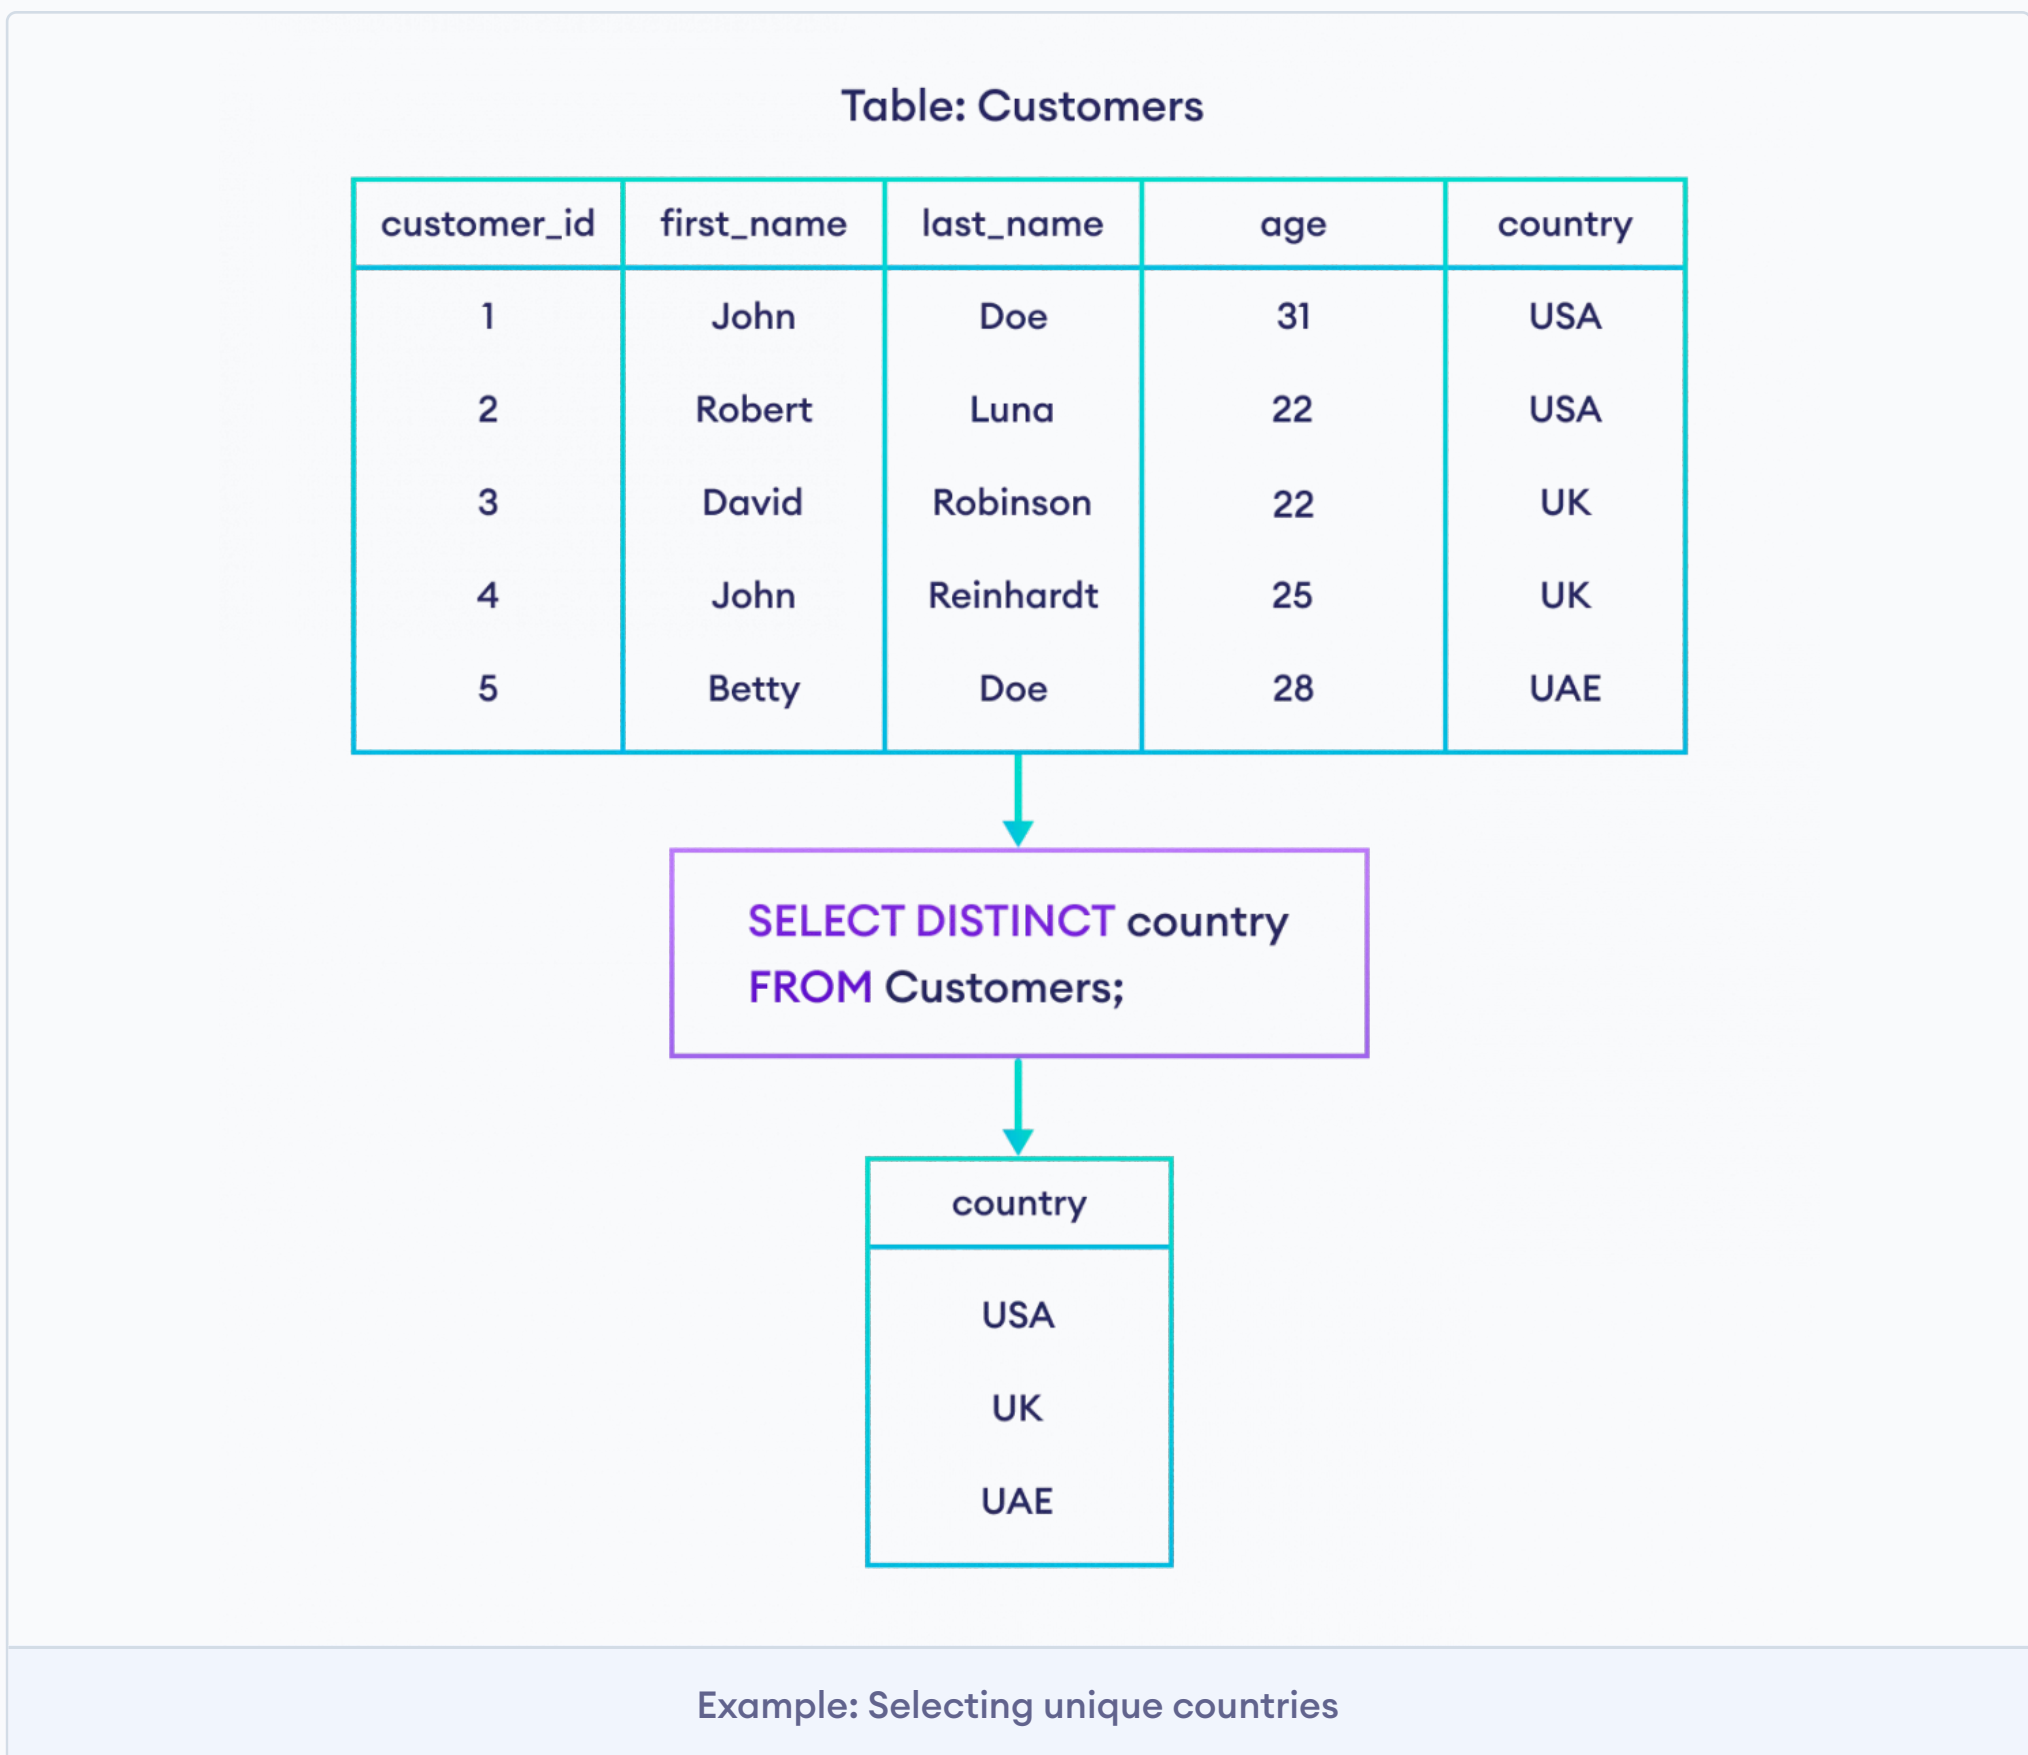 Table: Customers
customer_id first_name last_name age country
1 John Doe 31 USA
2 Robert Luna 22 USA
3 David Robinson 22 UK
4 John Reinhardt 25 UK
5 Betty Doe 28 UAE
SELECT DISTINCT country
FROM Customers;
country
USA
UK
UAE
Example: Selecting unique countries